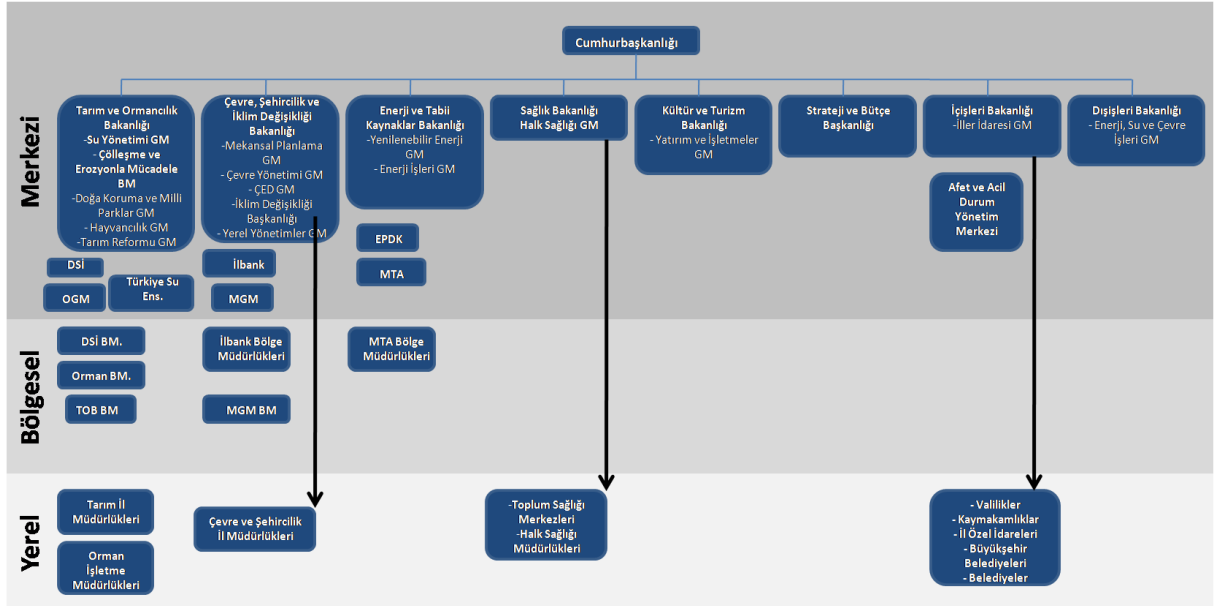 Merkezi
Cumhurbaşkanlığı
Tarım ve Ormancılık
Bakanlığı
-Su Yönetimi GM
- Çölleşme ve
Erozyonla Mücadele
BM
-Doğa Koruma ve Milli
Parklar GM
- Hayvancılık GM
-Tarım Reformu GM
Çevre, Şehircilik ve
İklim Değişikliği
Bakanlığı
- Mekansal Planlama
GM
- Çevre Yönetimi GM
- ÇED GM
-İklim Değişikliği
Başkanlığı
- Yerel Yönetimler GM
Enerji ve Tabii
Kaynaklar Bakanlığı
-Yenilenebilir Enerji
GM
- Enerji İşleri GM
Sağlık Bakanlığı
Halk Sağlığı GM
Kültür ve Turizm
Bakanlığı
- Yatırım ve İşletmeler
GM
Strateji ve Bütçe
Başkanlığı
İçişleri Bakanlığı
- İller İdaresi GM
Dışişleri Bakanlığı
- Enerji, Su ve Çevre
İşleri GM
Afet ve Acil
Durum
Yönetim
Merkezi
DSİ
OGM
Türkiye Su
Ens.
İlbank
MGM
EPDK
MTA
Bölgesel
DSİ BM.
Orman BM.
TOB BM
İlbank Bölge
Müdürlükleri
MGM BM
MTA Bölge
Müdürlükleri
Yerel
Tarım İl
Müdürlükleri
Orman
İşletme
Müdürlükleri
Çevre ve Şehircilik
İl Müdürlükleri
-Toplum Sağlığı
Merkezleri
- Halk Sağlığı
Müdürlükleri
- Valilikler
- Kaymakamlıklar
- İl Özel İdareleri
- Büyükşehir
Belediyeleri
- Belediyeler